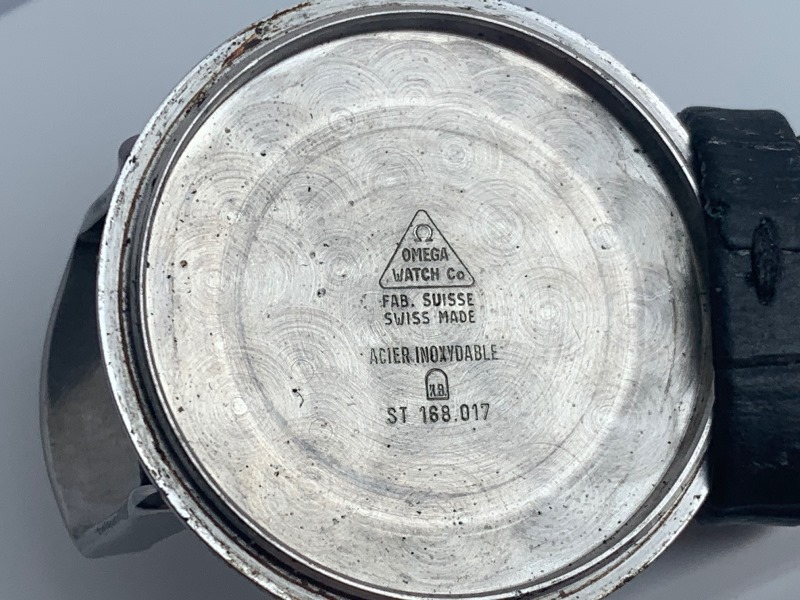 Ω
OMEGA
WATCH Co
FAB. SUISSE
SWISS MADE
ACIER INOXYDABLE
H.B.
ST 168.017